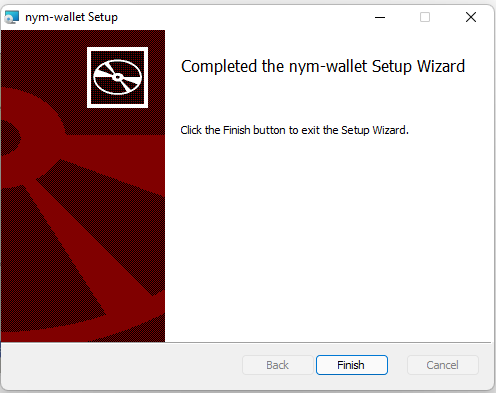 nym-wallet Setup
Completed the nym-wallet Setup Wizard
Click the Finish button to exit the Setup Wizard.
Back
Finish
Cancel